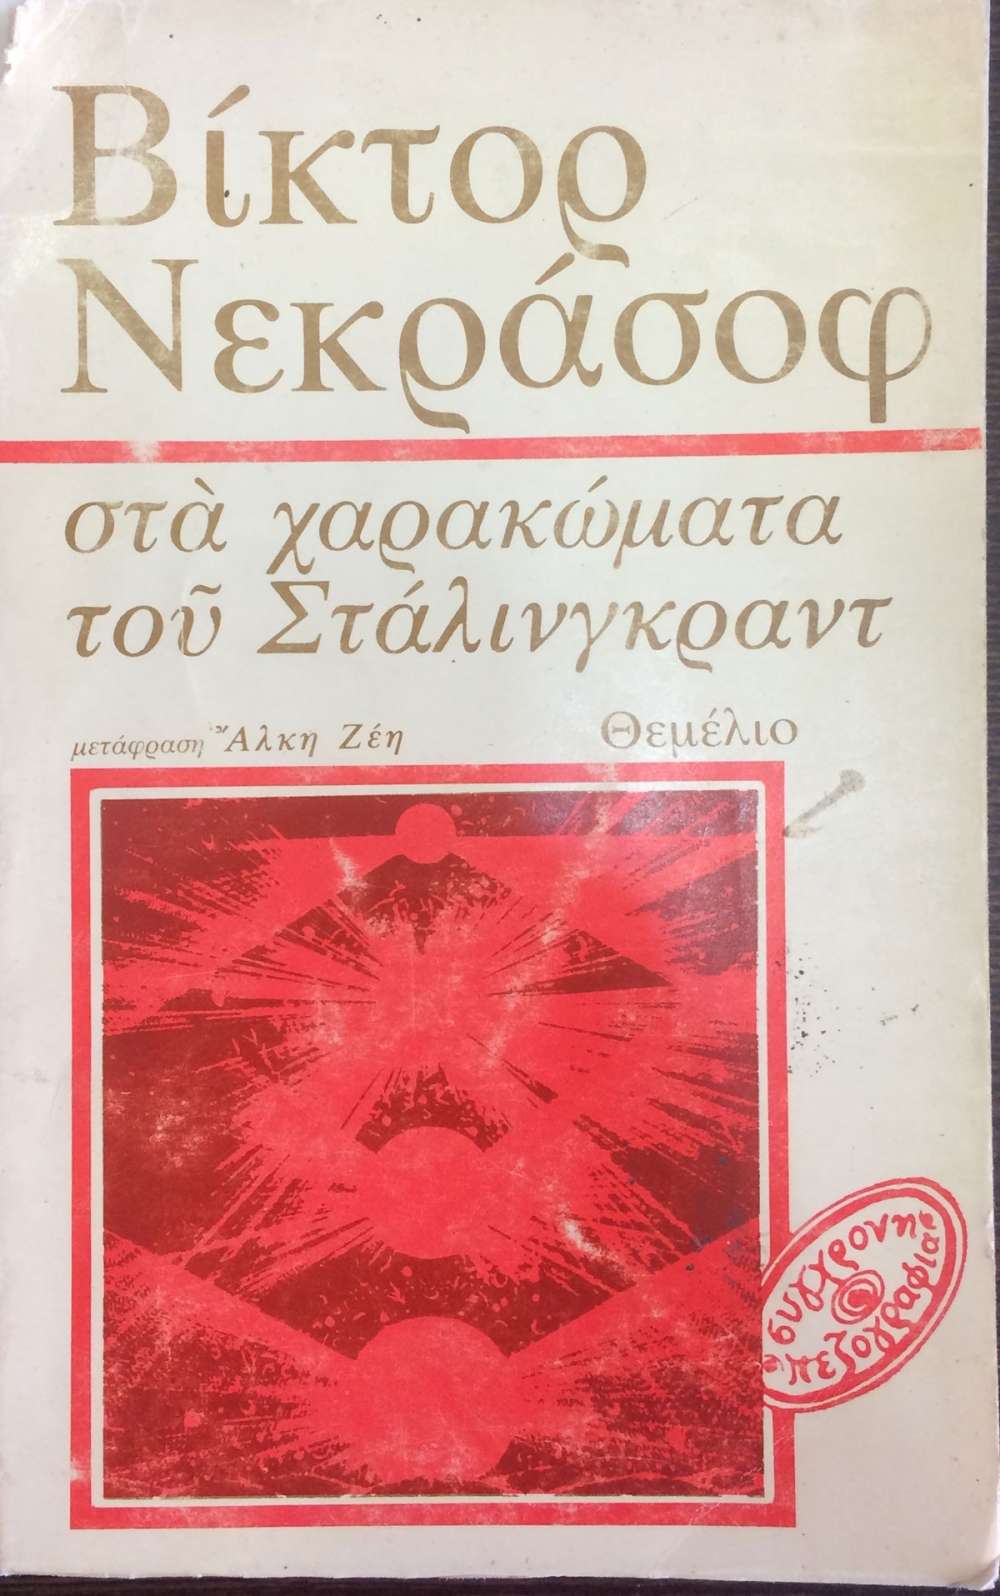 Βίκτορ
Νεκράσοφ
στὰ χαρακώματα
τοῦ Στάλινγκραντ
μετάφραση Ἄλκη Ζέη
Θεμέλιο
σύγχρονη
πεζογραφία